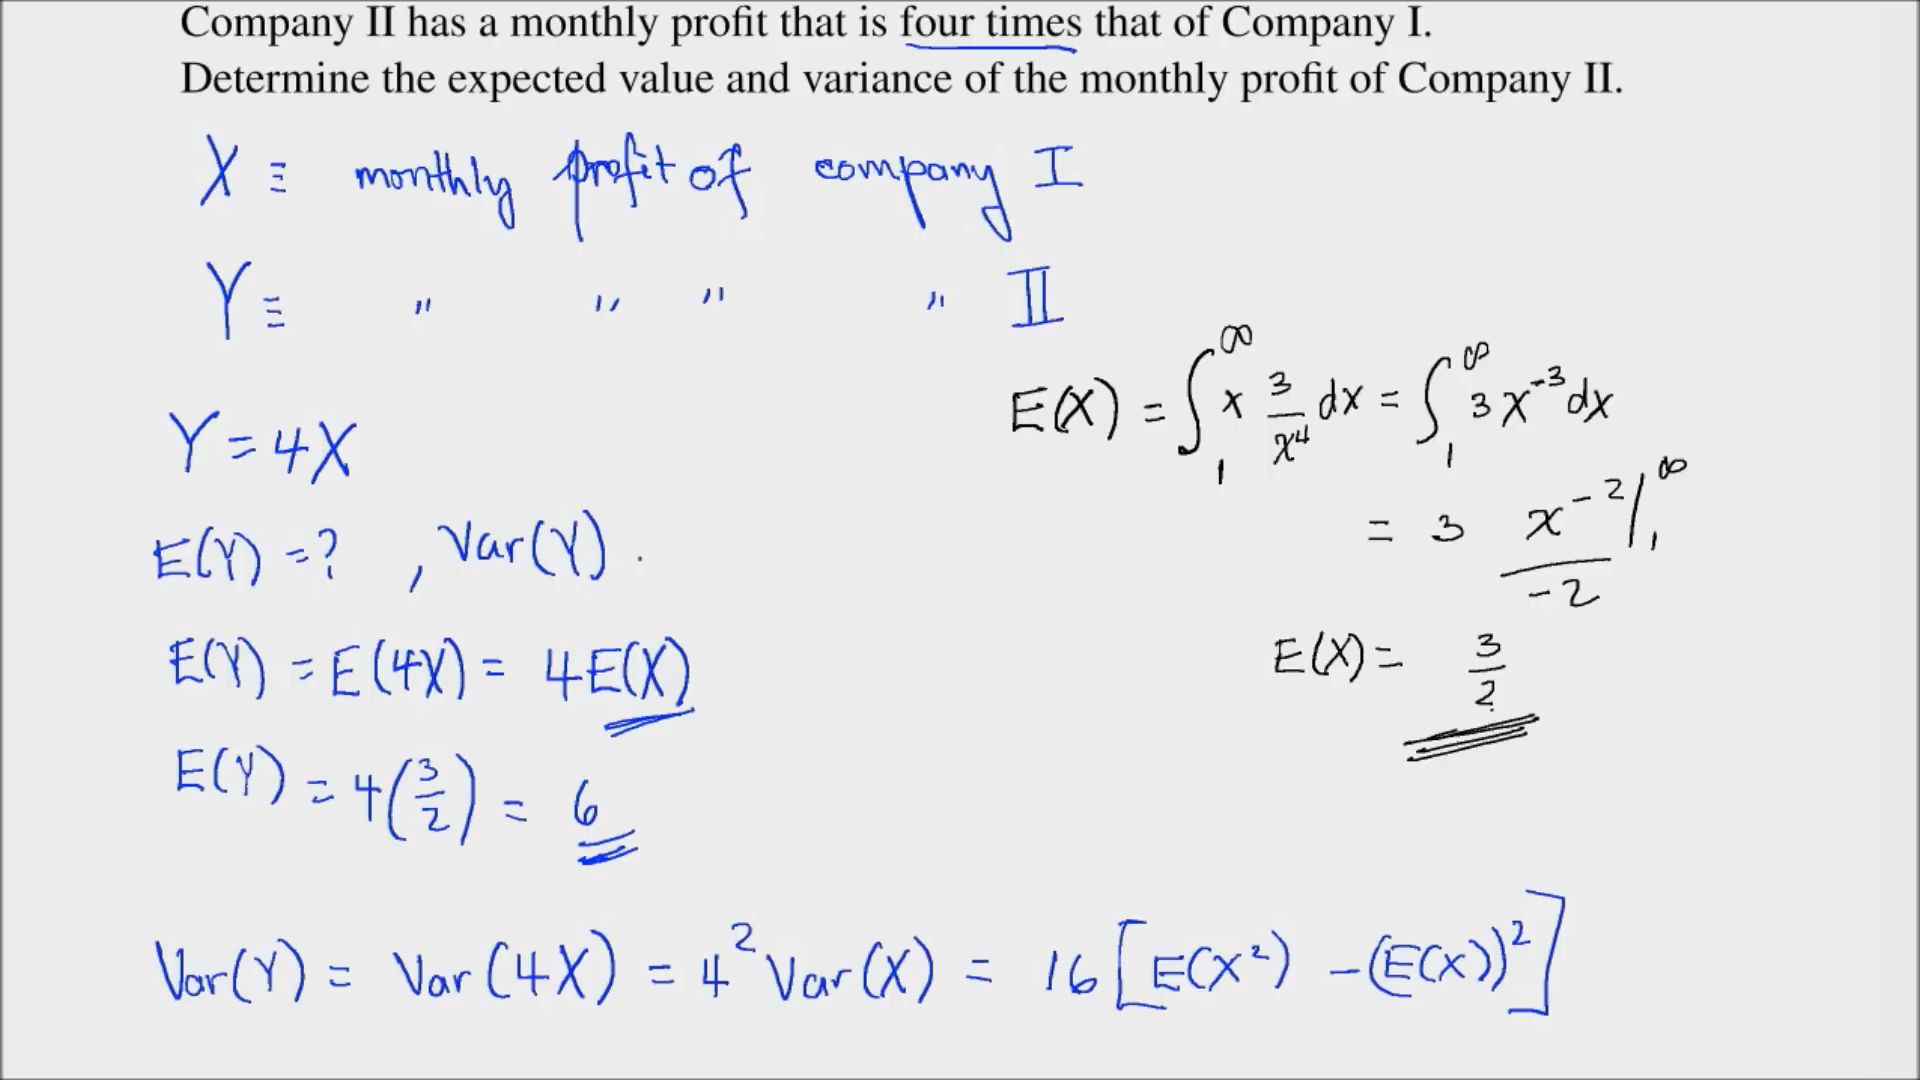 Company II has a monthly profit that is four times that of Company I.
Determine the expected value and variance of the monthly profit of Company II.
X ≡ monthly profit of company I
Y ≡ " " " " II
E(X) = ∫₁^∞ x 3/x⁴ dx = ∫₁^∞ 3x⁻³ dx
Y = 4X
= 3 x⁻²/-2 |₁^∞
E(Y) = ? , Var(Y).
E(Y) = E(4X) = 4E(X)
E(X) = 3/2
E(Y) = 4(3/2) = 6
Var(Y) = Var(4X) = 4² Var(X) = 16[E(X²) - (E(X))²]